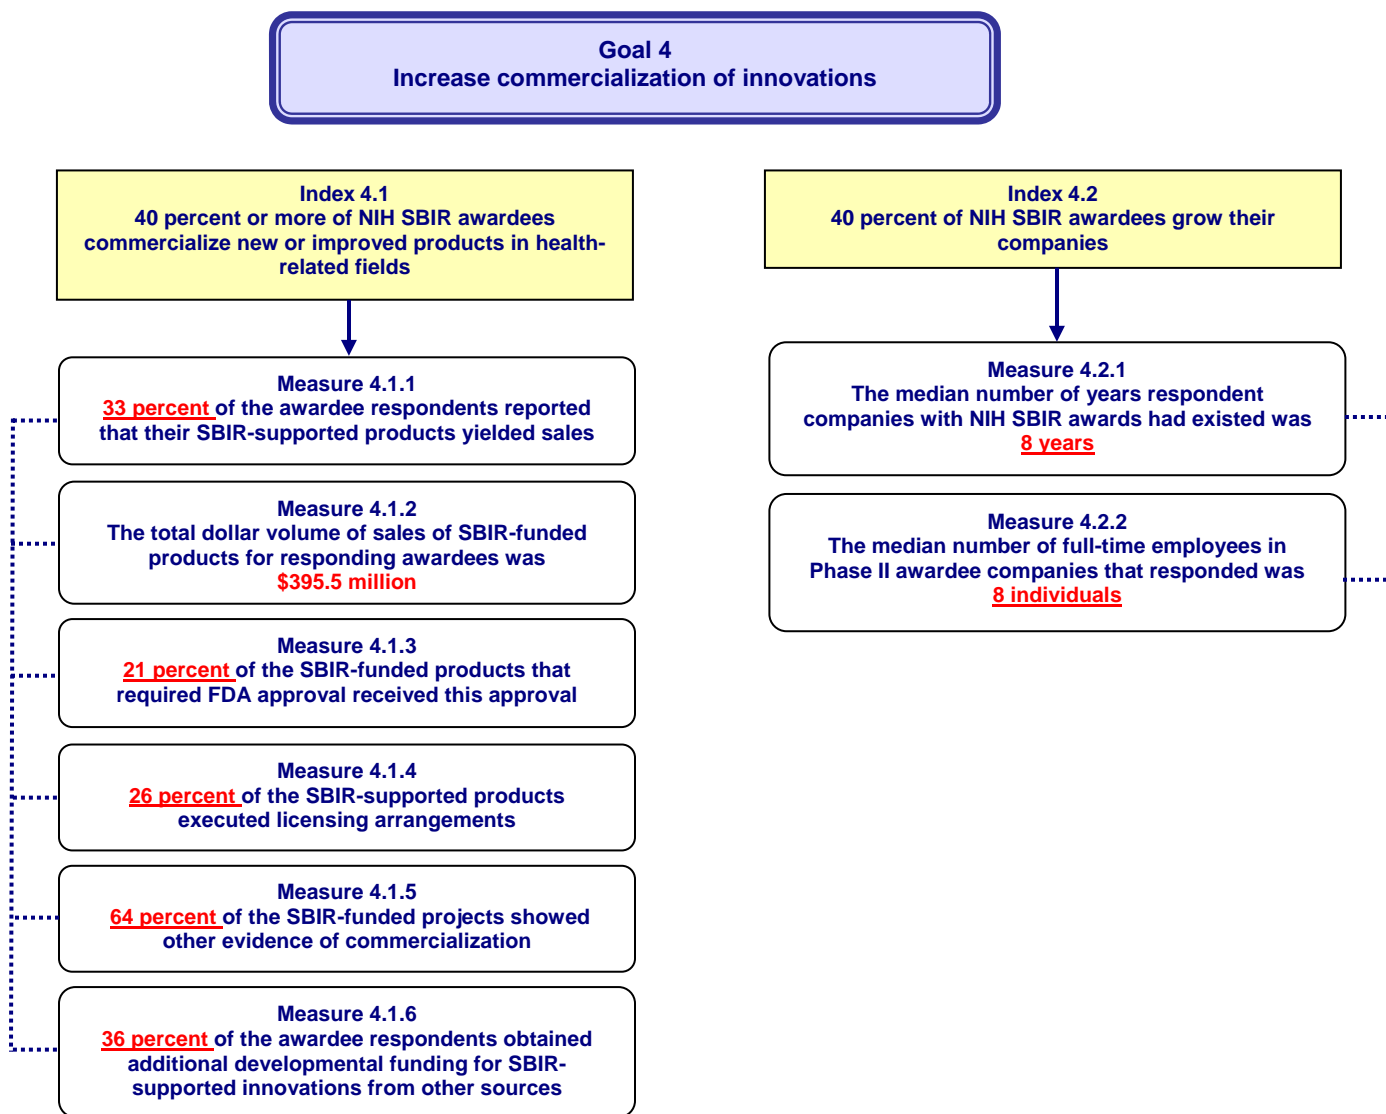 Goal 4
Increase commercialization of innovations
Index 4.1
40 percent or more of NIH SBIR awardees
commercialize new or improved products in health-
related fields
Measure 4.1.1
33 percent of the awardee respondents reported
that their SBIR-supported products yielded sales
Measure 4.1.2
The total dollar volume of sales of SBIR-funded
products for responding awardees was
$395.5 million
Measure 4.1.3
21 percent of the SBIR-funded products that
required FDA approval received this approval
Measure 4.1.4
26 percent of the SBIR-supported products
executed licensing arrangements
Measure 4.1.5
64 percent of the SBIR-funded projects showed
other evidence of commercialization
Measure 4.1.6
36 percent of the awardee respondents obtained
additional developmental funding for SBIR-
supported innovations from other sources
Index 4.2
40 percent of NIH SBIR awardees grow their
companies
Measure 4.2.1
The median number of years respondent
companies with NIH SBIR awards had existed was
8 years
Measure 4.2.2
The median number of full-time employees in
Phase II awardee companies that responded was
8 individuals